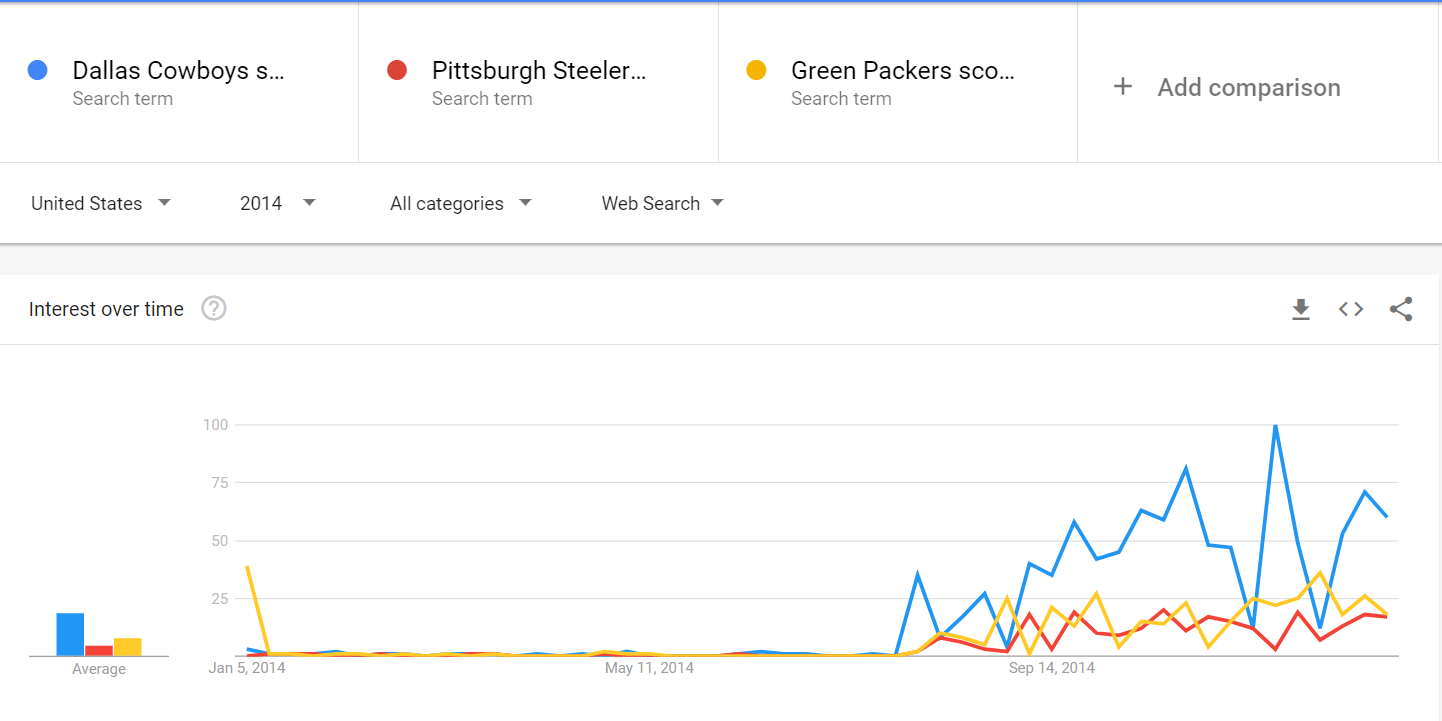 Dallas Cowboys s...
Search term
Pittsburgh Steeler...
Search term
Green Packers sco...
Search term
+ Add comparison
United States
2014
All categories
Web Search
Interest over time ?
100
75
50
25
Average
Jan 5, 2014
May 11, 2014
Sep 14, 2014